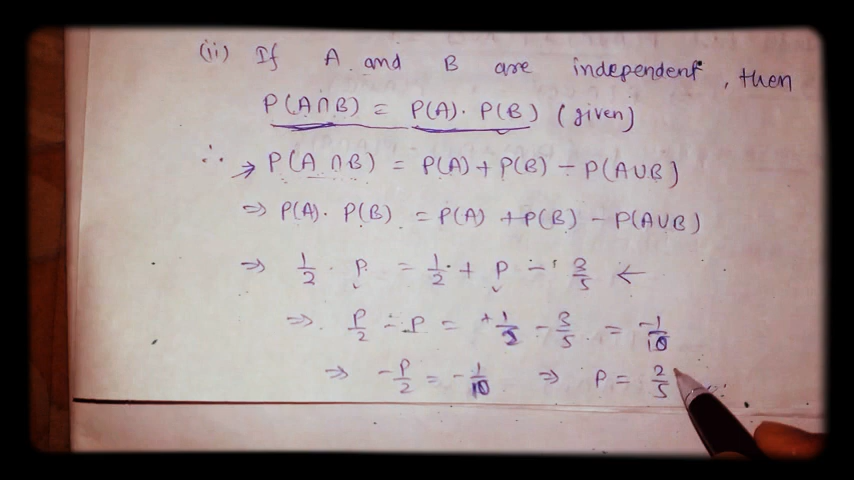 (ii) If A and B are independent, then
P(A∩B) = P(A). P(B) (given)
∴ → P(A ∩B) = P(A) + P(B) − P(A∪B)
⇒ P(A). P(B) = P(A) + P(B) − P(A∪B)
⇒ 1/2 . P = 1/2 + P − 3/5 ←
⇒ P/2 − P = +1/2 − 3/5 = -1/10
⇒ -P/2 = -1/10 ⇒ P = 2/5